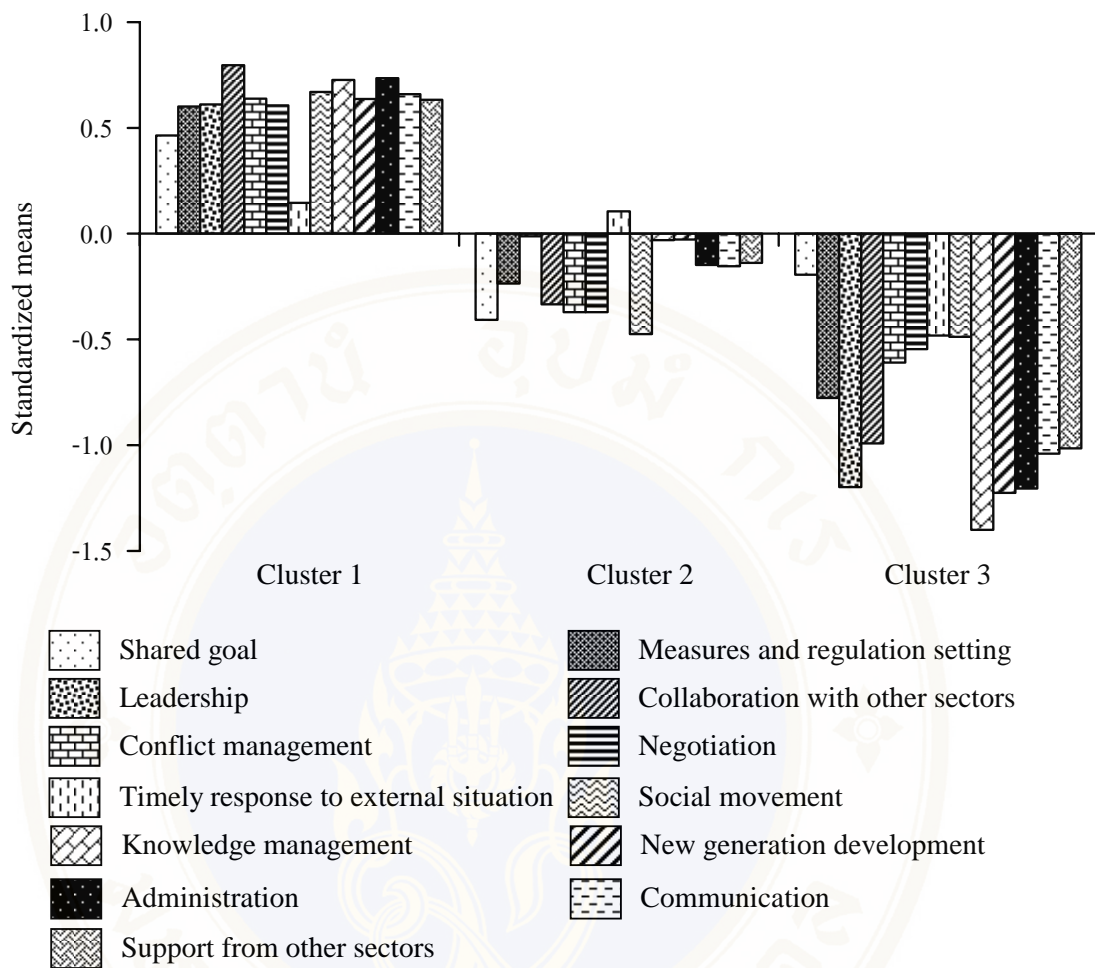 1.0
0.5
0.0
-0.5
-1.0
-1.5
Standardized means
Cluster 1 Cluster 2 Cluster 3
Shared goal Measures and regulation setting
Leadership Collaboration with other sectors
Conflict management Negotiation
Timely response to external situation Social movement
Knowledge management New generation development
Administration Communication
Support from other sectors